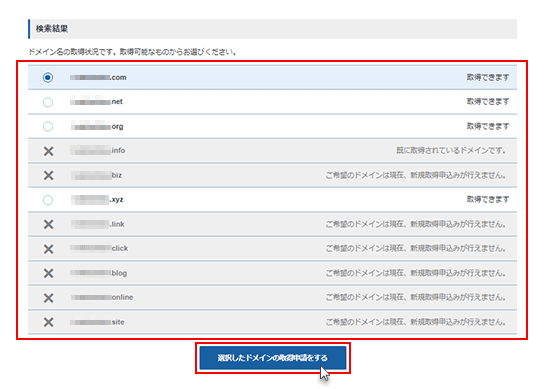 検索結果
ドメイン名の取得状況です。取得可能なものからお選びください。
.com 取得できます
.net 取得できます
.org 取得できます
.info 既に取得されているドメインです。
biz ご希望のドメインは現在、新規取得申込みが行えません。
.xyz 取得できます
.link ご希望のドメインは現在、新規取得申込みが行えません。
click ご希望のドメインは現在、新規取得申込みが行えません。
.blog ご希望のドメインは現在、新規取得申込みが行えません。
online ご希望のドメインは現在、新規取得申込みが行えません。
.site ご希望のドメインは現在、新規取得申込みが行えません。
選択したドメインの取得申請をする